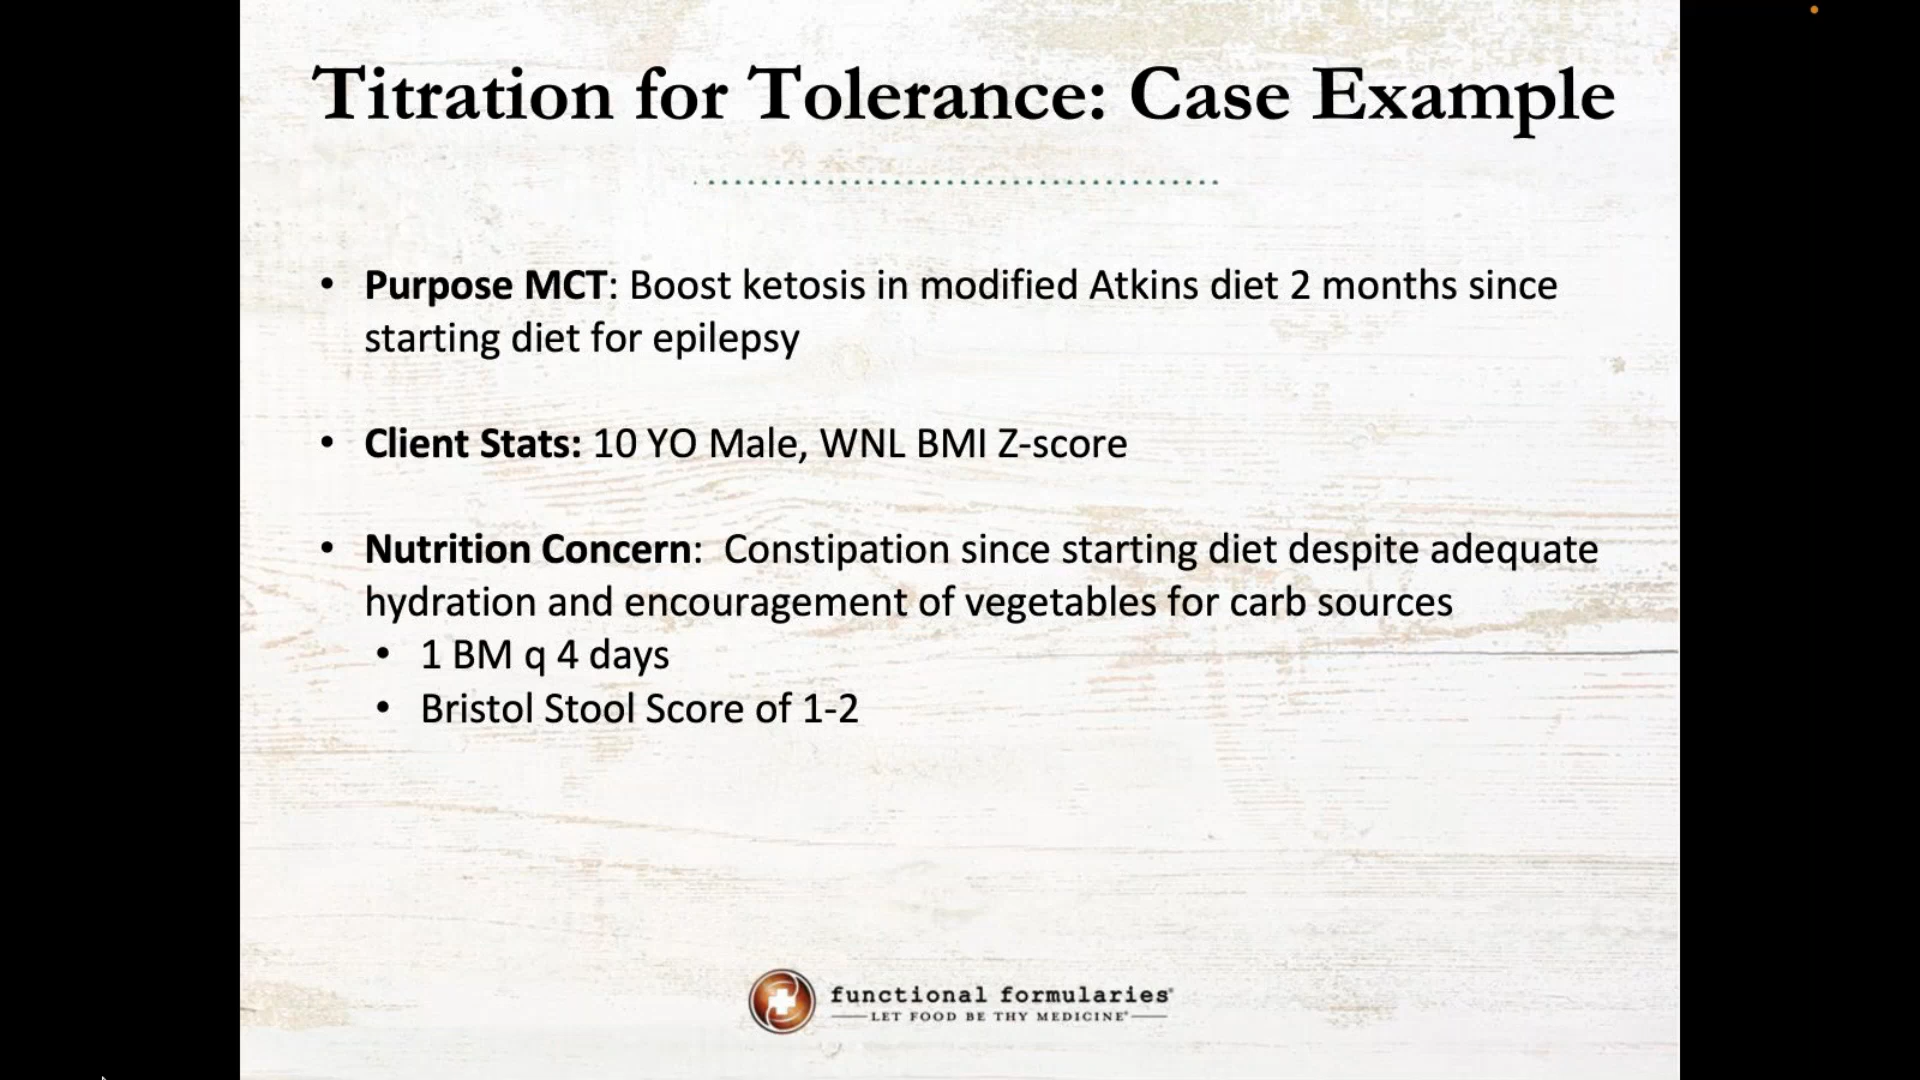 Titration for Tolerance: Case Example
• Purpose MCT: Boost ketosis in modified Atkins diet 2 months since
starting diet for epilepsy
• Client Stats: 10 YO Male, WNL BMI Z-score
• Nutrition Concern:  Constipation since starting diet despite adequate
hydration and encouragement of vegetables for carb sources
• 1 BM q 4 days
• Bristol Stool Score of 1-2
functional formularies®
LET FOOD BE THY MEDICINE®